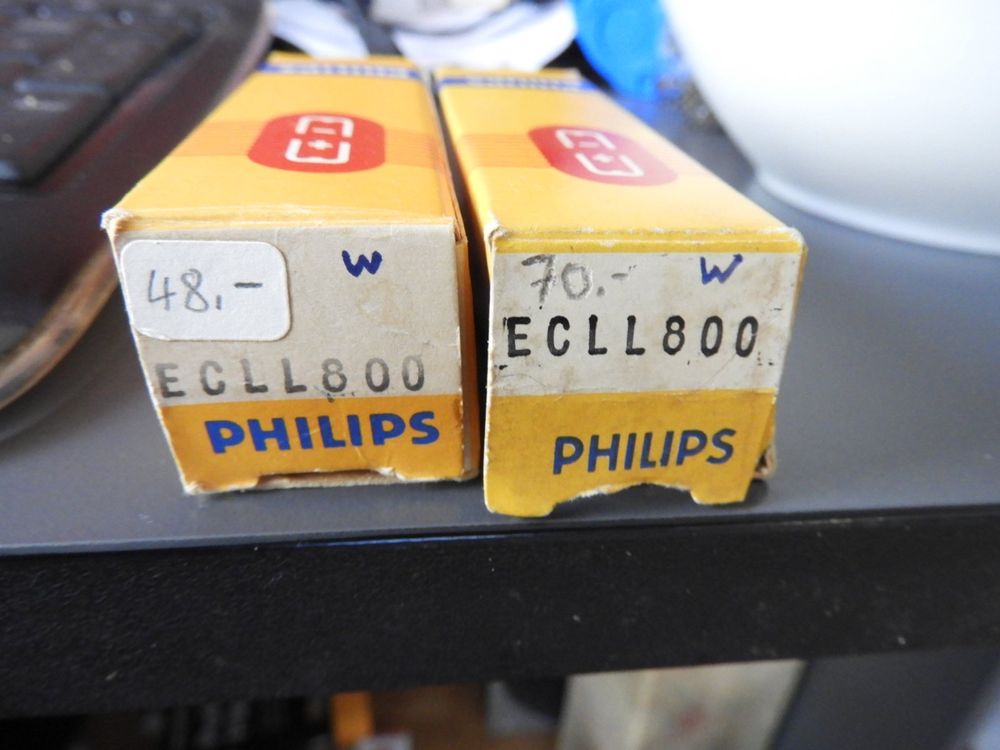 48.-
W
ECLL800
PHILIPS
70.-
W
ECLL800
PHILIPS